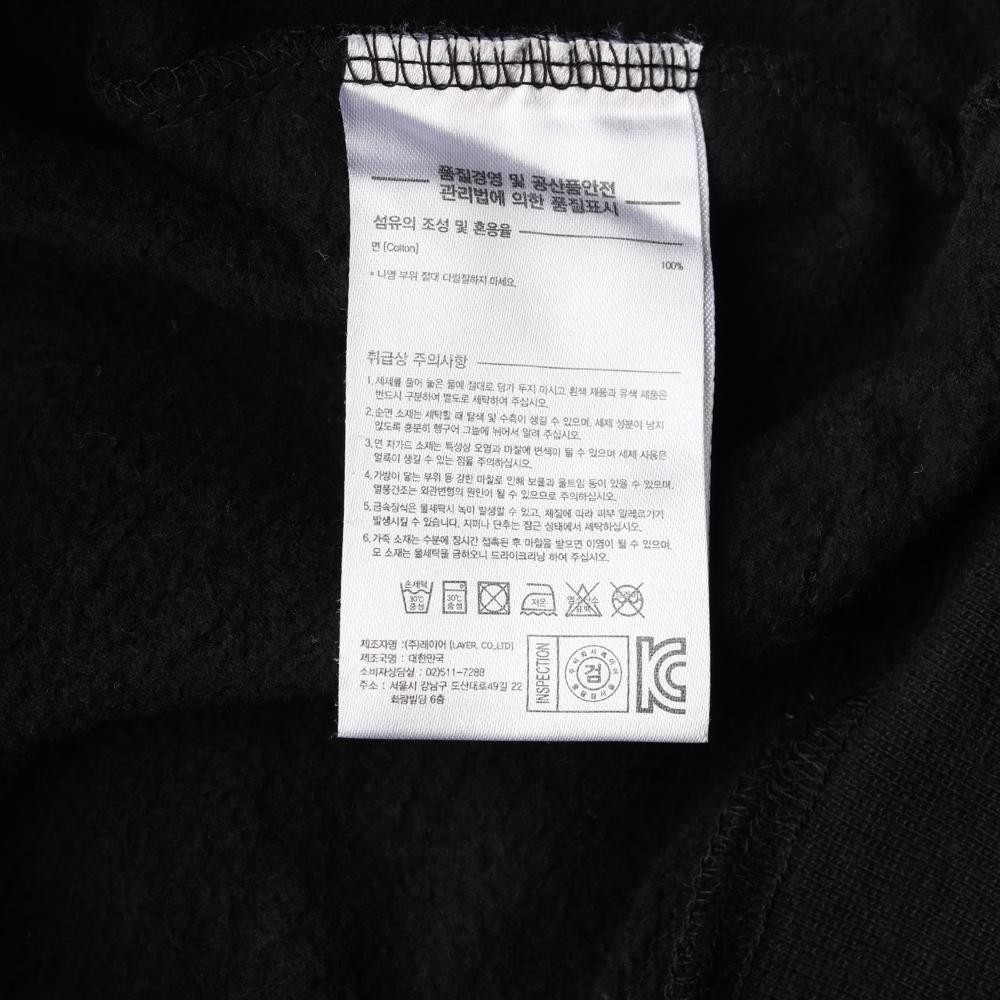 품질경영 및 공산품안전
관리법에 의한 품질표시
섬유의 조성 및 혼용율
면 (Cotton)
100%
* 나염 부위 절대 다림질하지 마세요.
취급상 주의사항
1. 세제를 풀어 놓은 물에 절대로 담가 두지 마시고 흰색 제품과 유색 제품은
반드시 구분하여 별도로 세탁하여 주십시오.
2. 순면 소재는 세탁할 때 탈색 및 수축이 생길 수 있으며, 세제 성분이 남지
않도록 충분히 헹구어 그늘에 뉘어서 말려 주십시오.
3. 면 자가드 소재는 특성상 오염과 마찰에 변색이 될 수 있으며 세제 사용은
얼룩이 생길 수 있는 점을 주의하십시오.
4. 가방이 닿는 부위 등 강한 마찰로 인해 보풀과 올트임 등이 있을 수 있으며,
열풍건조는 외관변형의 원인이 될 수 있으므로 주의하십시오.
5. 금속장식은 물세탁시 녹이 발생할 수 있고, 체질에 따라 피부 알레르기가
발생시킬 수 있습니다. 지퍼나 단추는 잠근 상태에서 세탁하십시오.
6. 가죽 소재는 수분에 장시간 접촉된 후 마찰을 받으면 이염이 될 수 있으며,
모 소재는 물세탁을 금하오니 드라이크리닝 하여 주십시오.
손세탁
30℃
중성
30℃
중성
저온
염소산소
표백
드라이
제조자명 : (주)레이어 (LAYER, CO.,LTD)
제조국명 : 대한민국
소비자상담실 : 02)511-7288
주소 : 서울시 강남구 도산대로49길 22
화랑빌딩 6층
INSPECTION
검
KC